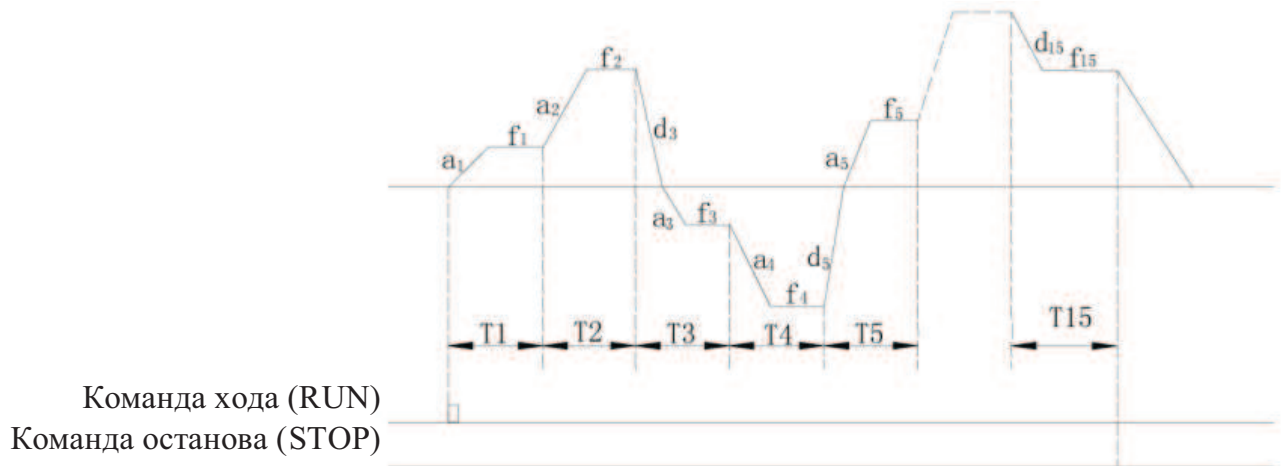 f₂
d₁₅
f₁₅
a₂
f₅
f₁
d₃
a₁
a₅
a₃
f₃
a₄
d₅
f₄
T1
T2
T3
T4
T5
T15
Команда хода (RUN)
Команда останова (STOP)